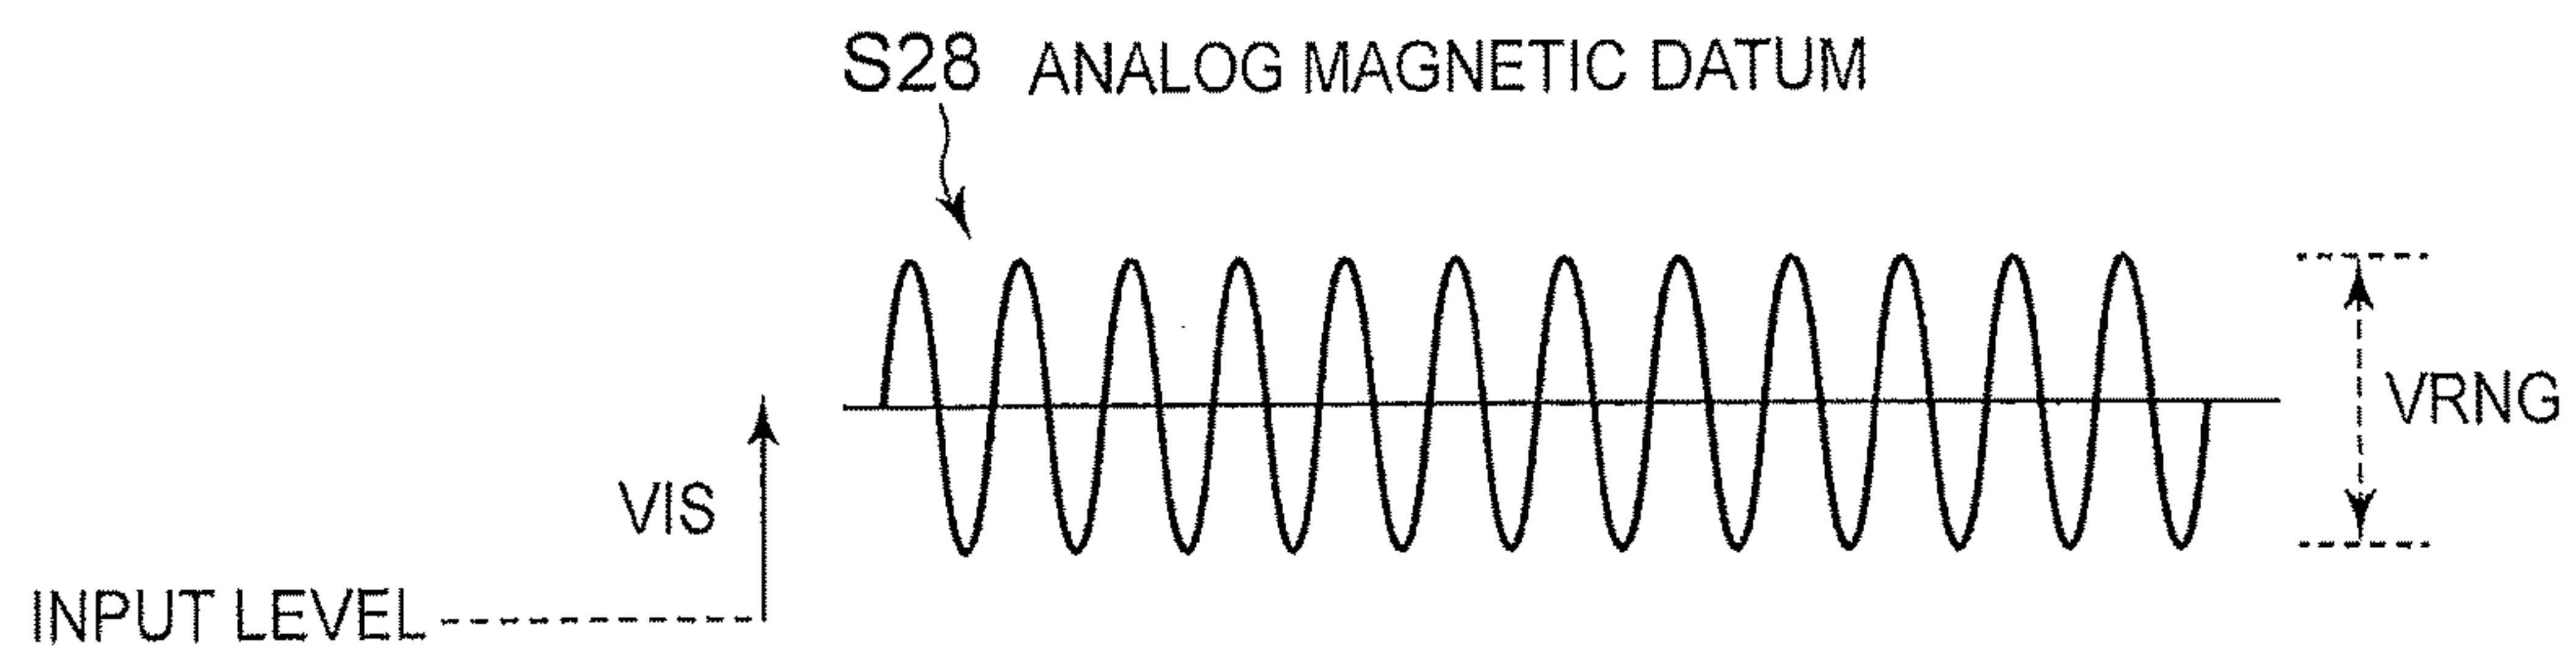 S28 ANALOG MAGNETIC DATUM
VRNG
VIS
INPUT LEVEL